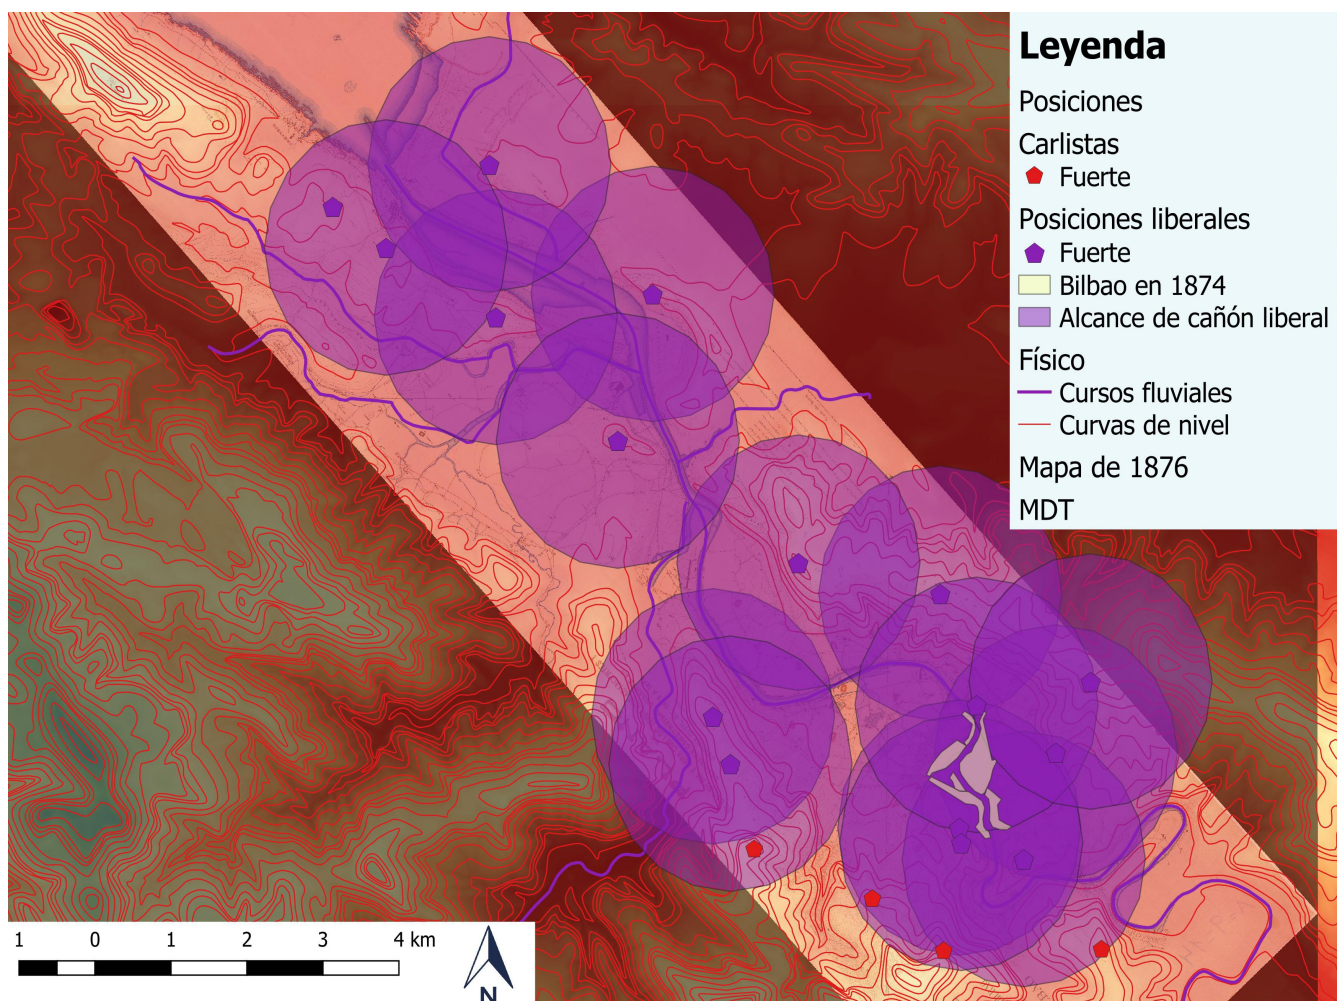 Leyenda
Posiciones
Carlistas
Fuerte
Posiciones liberales
Fuerte
Bilbao en 1874
Alcance de cañón liberal
Físico
Cursos fluviales
Curvas de nivel
Mapa de 1876
MDT
1 0 1 2 3 4 km
N